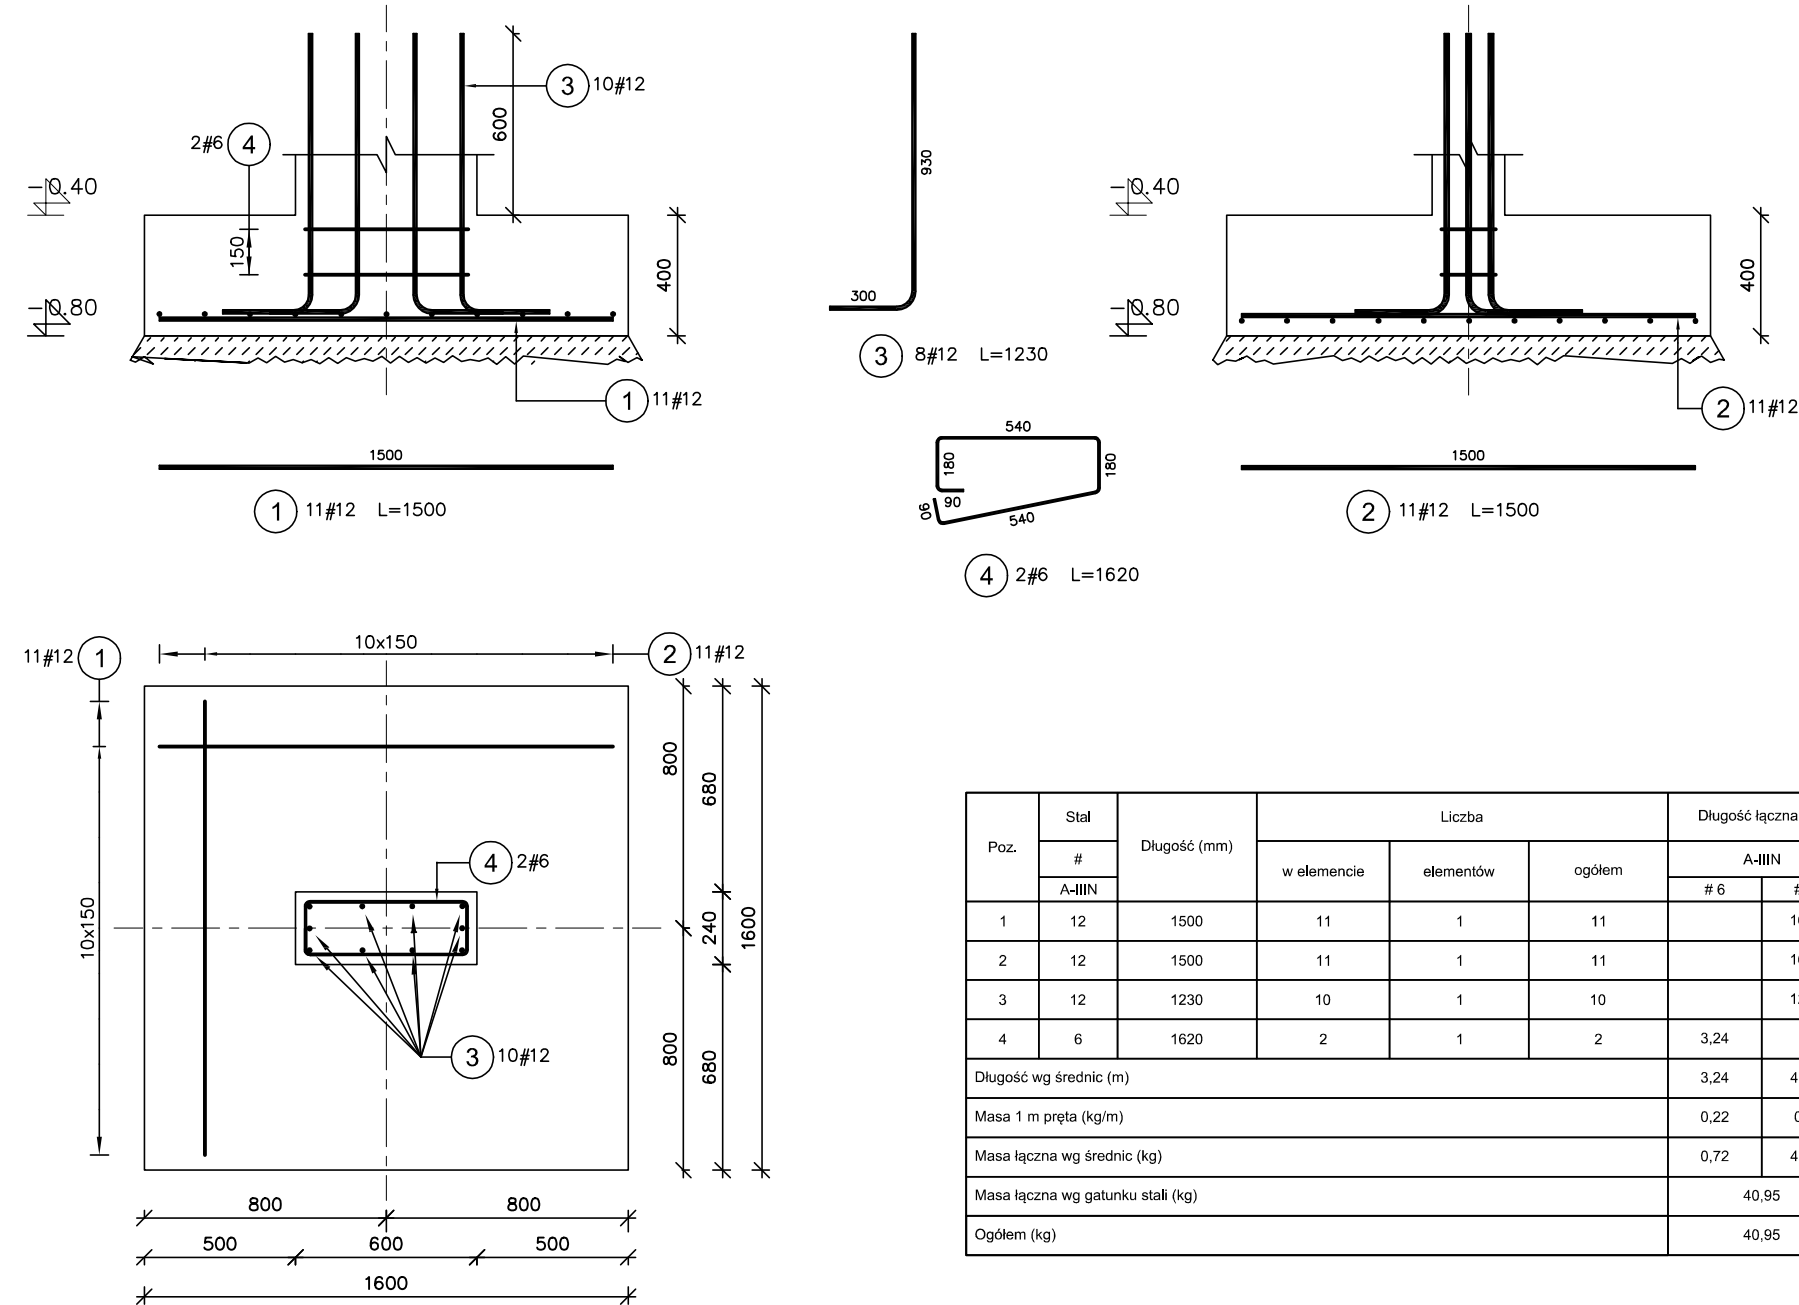 3 10#12
600
2#6 4
150
-0.40
-0.80
400
1 11#12
1500
1 11#12 L=1500
930
300
3 8#12 L=1230
540
180
180
90
90
540
4 2#6 L=1620
-0.40
-0.80
400
2 11#12
1500
2 11#12 L=1500
11#12 1
10x150
2 11#12
10x150
4 2#6
3 10#12
800
680
240
1600
800
680
800 800
500 600 500
1600
Poz. Stal Długość (mm) Liczba Długość łączna
# w elemencie elementów ogółem A-IIIN
A-IIIN # 6 #
1 12 1500 11 1 11
2 12 1500 11 1 11
3 12 1230 10 1 10
4 6 1620 2 1 2 3,24
Długość wg średnic (m) 3,24
Masa 1 m pręta (kg/m) 0,22
Masa łączna wg średnic (kg) 0,72
Masa łączna wg gatunku stali (kg) 40,95
Ogółem (kg) 40,95